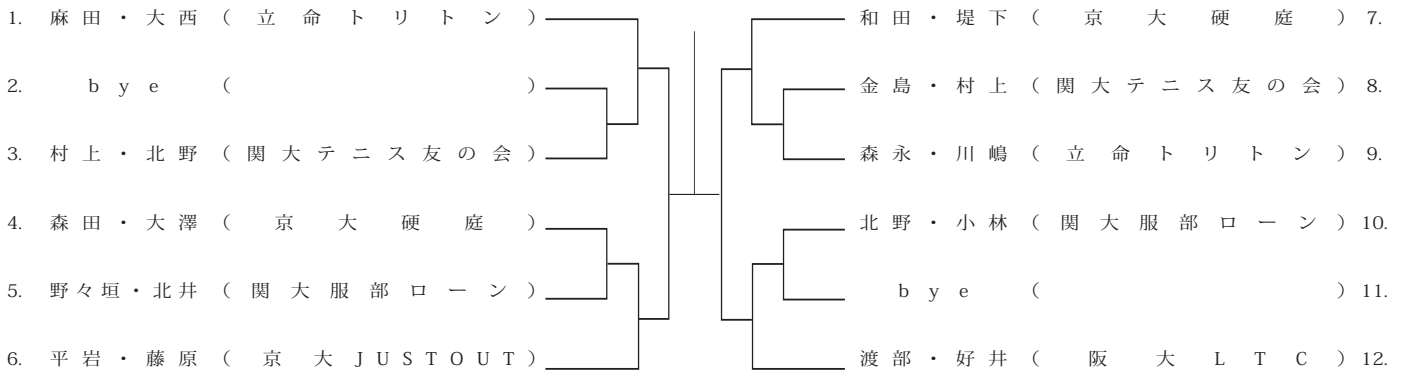 1. 麻田・大西（立命トリトン）
2. bye（ ）
3. 村上・北野（関大テニス友の会）
4. 森田・大澤（京大硬庭）
5. 野々垣・北井（関大服部ローン）
6. 平岩・藤原（京大JUSTOUT）
和田・堤下（京大硬庭）7.
金島・村上（関大テニス友の会）8.
森永・川嶋（立命トリトン）9.
北野・小林（関大服部ローン）10.
bye（ ）11.
渡部・好井（阪大LTC）12.